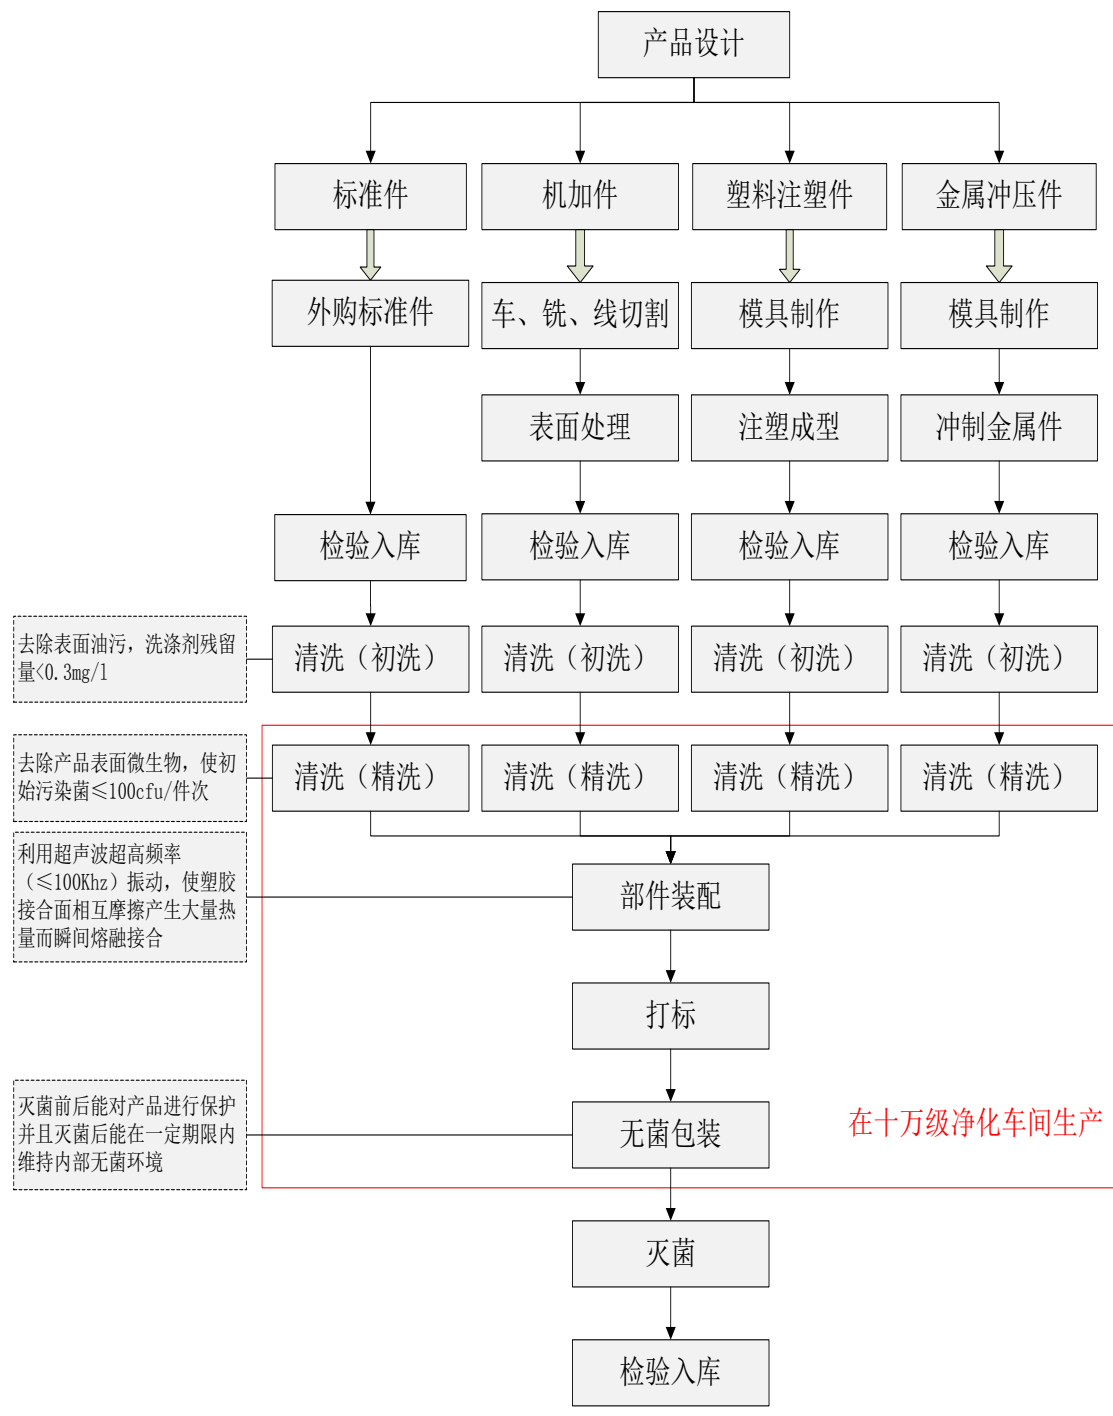 产品设计
标准件
机加件
塑料注塑件
金属冲压件
外购标准件
车、铣、线切割
模具制作
模具制作
表面处理
注塑成型
冲制金属件
检验入库
检验入库
检验入库
检验入库
去除表面油污，洗涤剂残留
量<0.3mg/l
清洗（初洗）
清洗（初洗）
清洗（初洗）
清洗（初洗）
去除产品表面微生物，使初
始污染菌≤100cfu/件次
清洗（精洗）
清洗（精洗）
清洗（精洗）
清洗（精洗）
利用超声波超高频率
（≤100Khz）振动，使塑胶
接合面相互摩擦产生大量热
量而瞬间熔融接合
部件装配
打标
灭菌前后能对产品进行保护
并且灭菌后能在一定期限内
维持内部无菌环境
无菌包装
在十万级净化车间生产
灭菌
检验入库